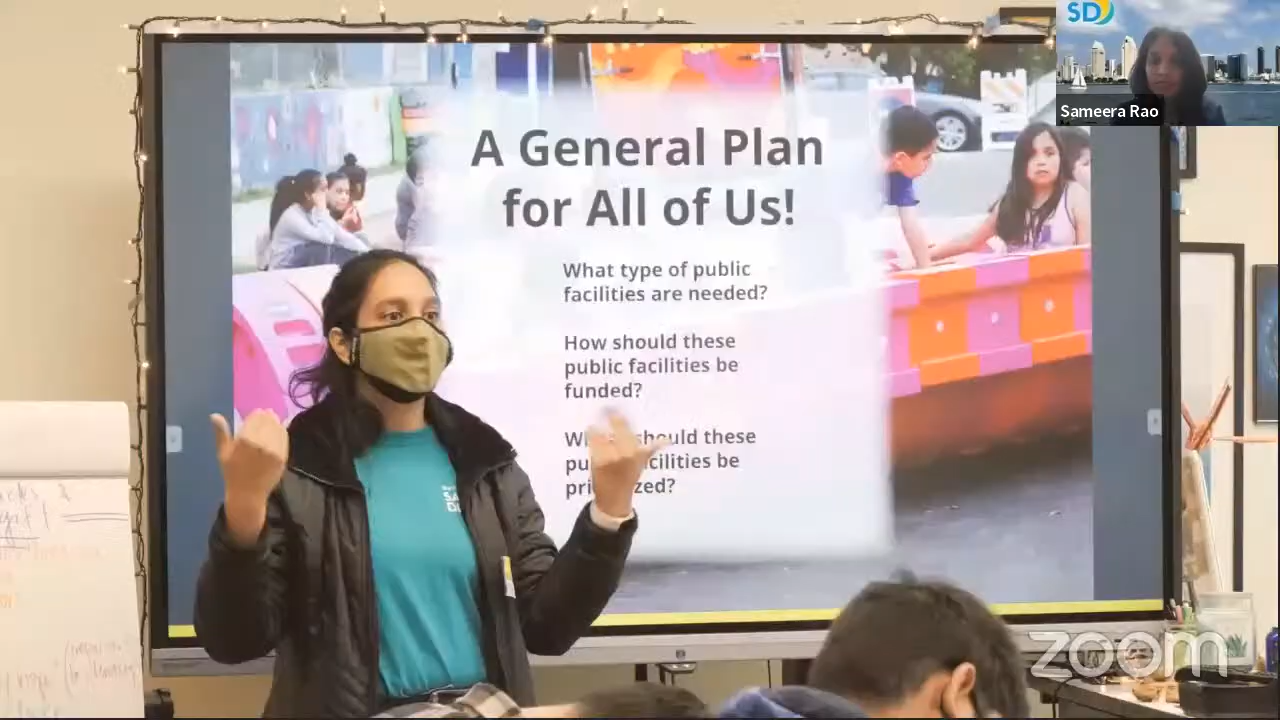 SD
Sameera Rao
A General Plan
for All of Us!
What type of public
facilities are needed?
How should these
public facilities be
funded?
should these
facilities be
zoom